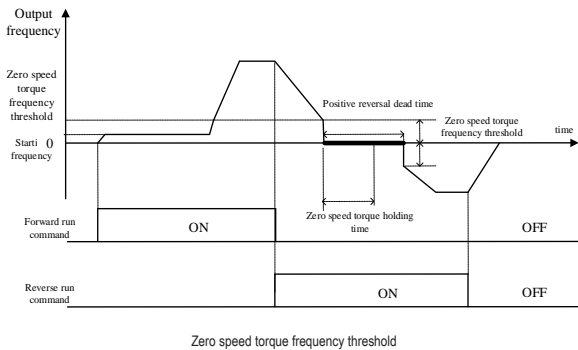 Output
frequency
Zero speed
torque
frequency
threshold
Positive reversal dead time
Zero speed torque
frequency threshold
time
Starti
frequency
0
Zero speed torque holding
time
Forward run
command
ON
OFF
Reverse run
command
ON
OFF
Zero speed torque frequency threshold